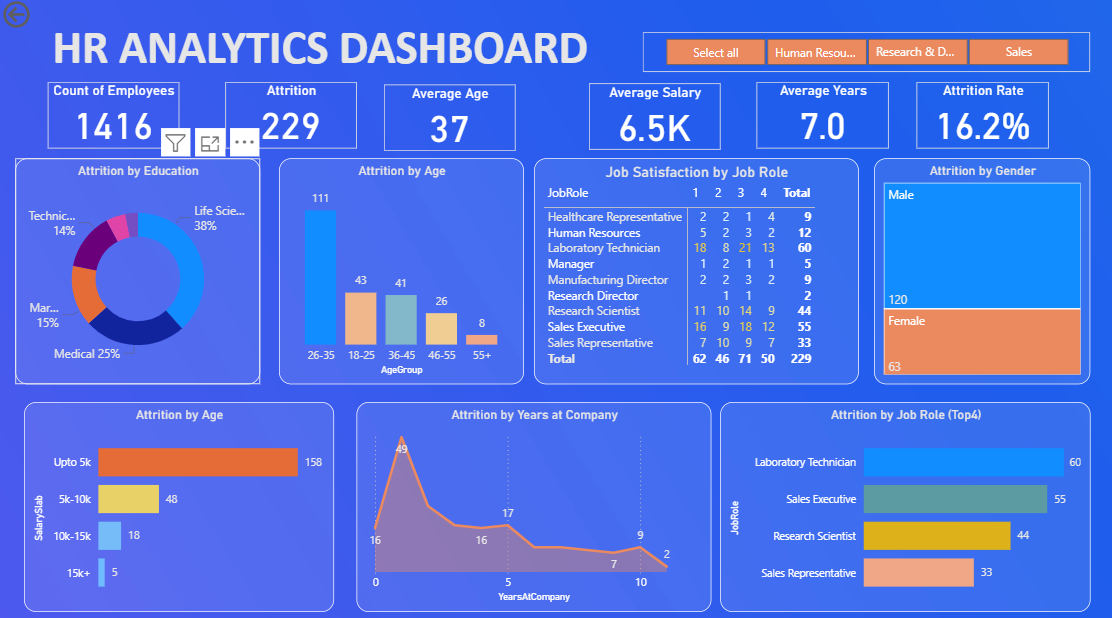 HR ANALYTICS DASHBOARD
Select all
Human Resou...
Research & D...
Sales
Count of Employees
1416
Attrition
229
Average Age
37
Average Salary
6.5K
Average Years
7.0
Attrition Rate
16.2%
Attrition by Education
Life Scie...
38%
Technic...
14%
Mar...
15%
Medical 25%
Attrition by Age
111
43
41
26
8
26-35 18-25 36-45 46-55 55+
AgeGroup
Job Satisfaction by Job Role
JobRole 1 2 3 4 Total
Healthcare Representative 2 2 1 4 9
Human Resources 5 2 3 2 12
Laboratory Technician 18 8 21 13 60
Manager 1 2 1 1 5
Manufacturing Director 2 2 3 2 9
Research Director 1 1 2
Research Scientist 11 10 14 9 44
Sales Executive 16 9 18 12 55
Sales Representative 7 10 9 7 33
Total 62 46 71 50 229
Attrition by Gender
Male
120
Female
63
Attrition by Age
SalarySlab
Upto 5k 158
5k-10k 48
10k-15k 18
15k+ 5
Attrition by Years at Company
49
16
16
17
7
9
2
0 5 10
YearsAtCompany
Attrition by Job Role (Top4)
JobRole
Laboratory Technician 60
Sales Executive 55
Research Scientist 44
Sales Representative 33